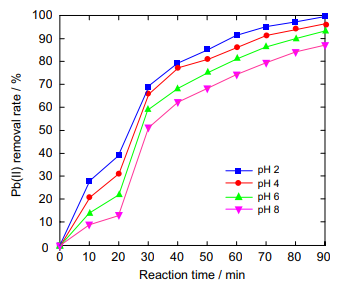 Pb(II) removal rate / %
100
90
80
70
60
50
40
30
20
10
0
pH 2
pH 4
pH 6
pH 8
0 10 20 30 40 50 60 70 80 90
Reaction time / min